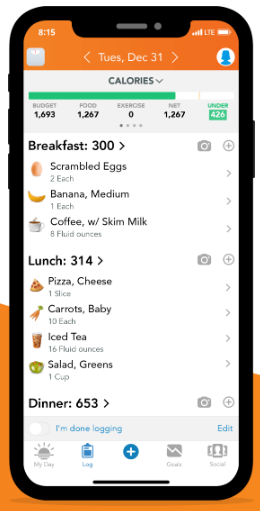 8:15
LTE
Tues, Dec 31
CALORIES
BUDGET FOOD EXERCISE NET UNDER
1,693 1,267 0 1,267 426
Breakfast: 300 >
Scrambled Eggs
2 Each
Banana, Medium
1 Each
Coffee, w/ Skim Milk
8 Fluid ounces
Lunch: 314 >
Pizza, Cheese
1 Slice
Carrots, Baby
10 Each
Iced Tea
16 Fluid ounces
Salad, Greens
1 Cup
Dinner: 653 >
I'm done logging Edit
My Day Log Goals Social